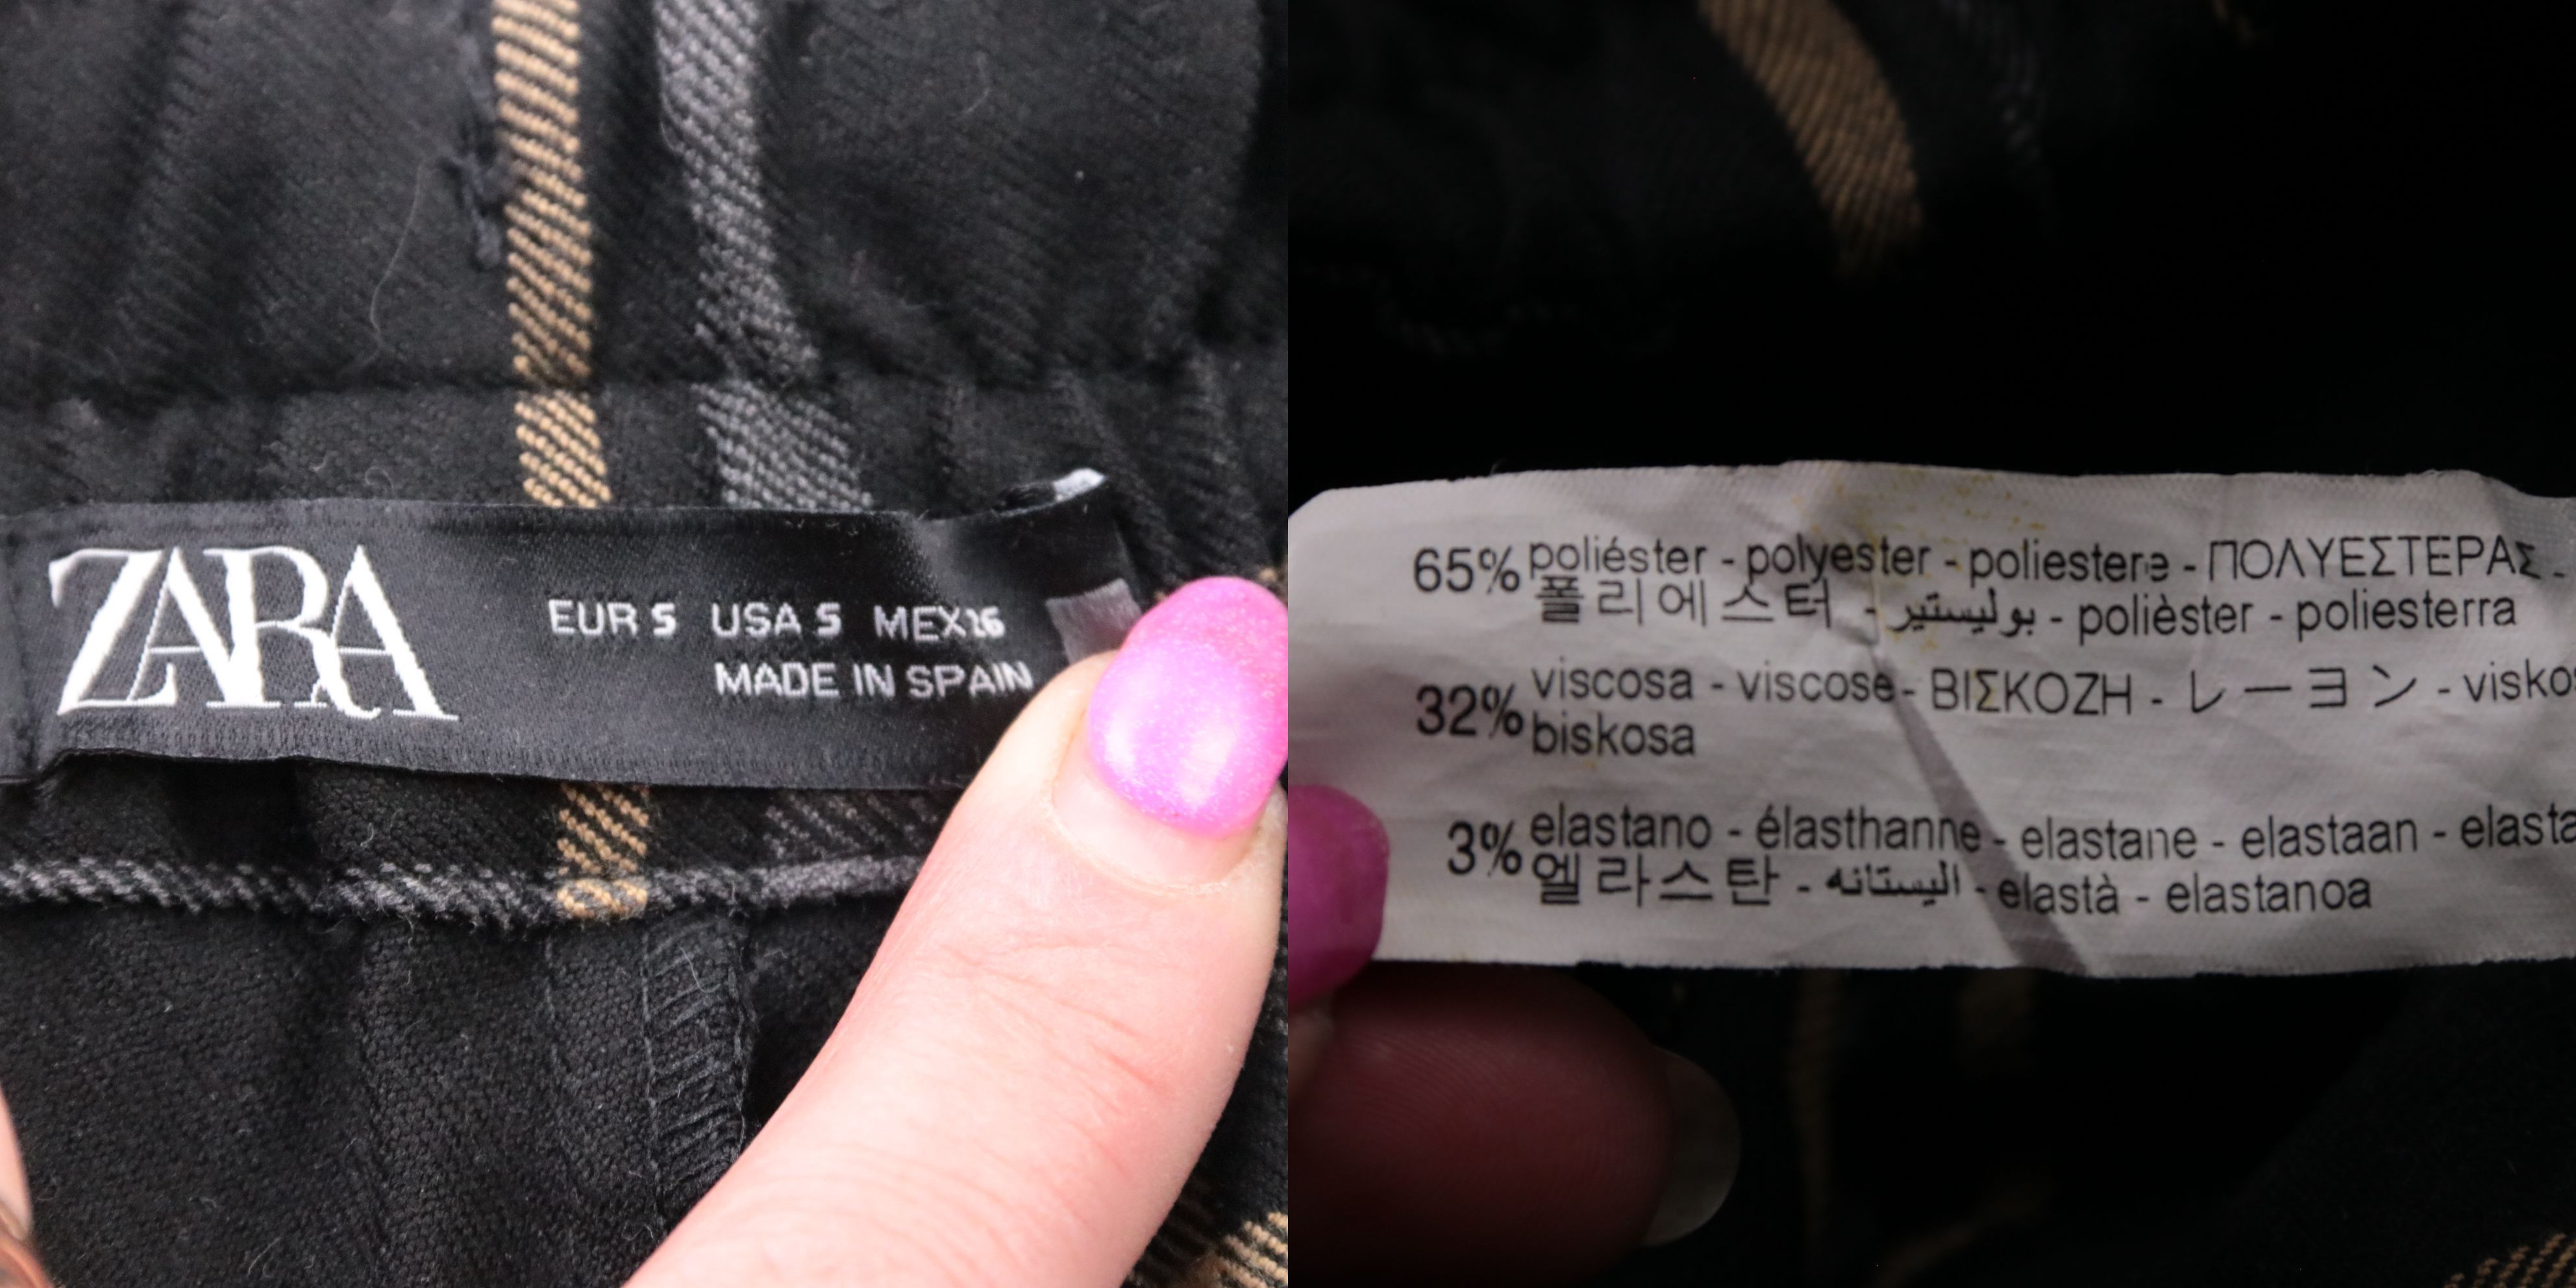 ZARA
EUR S USA S MEX 26
MADE IN SPAIN
65% poliéster - polyester - poliestere - ΠΟΛΥΕΣΤΕΡΑΣ -
폴리에스터 - بوليستير - polièster - poliesterra
32% viscosa - viscose - ΒΙΣΚΟΖΗ - レーヨン -
biskosa
3% elastano - élasthanne - elastane - elastaan -
엘라스탄 - اليستانه - elastà - elastanoa